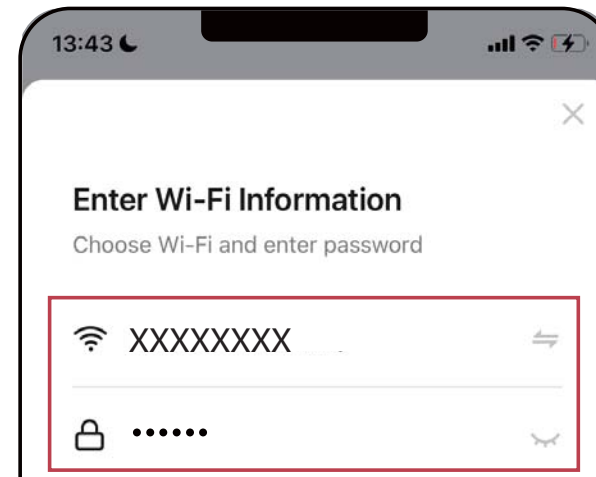 13:43
Enter Wi-Fi Information
Choose Wi-Fi and enter password
XXXXXXXX
••••••